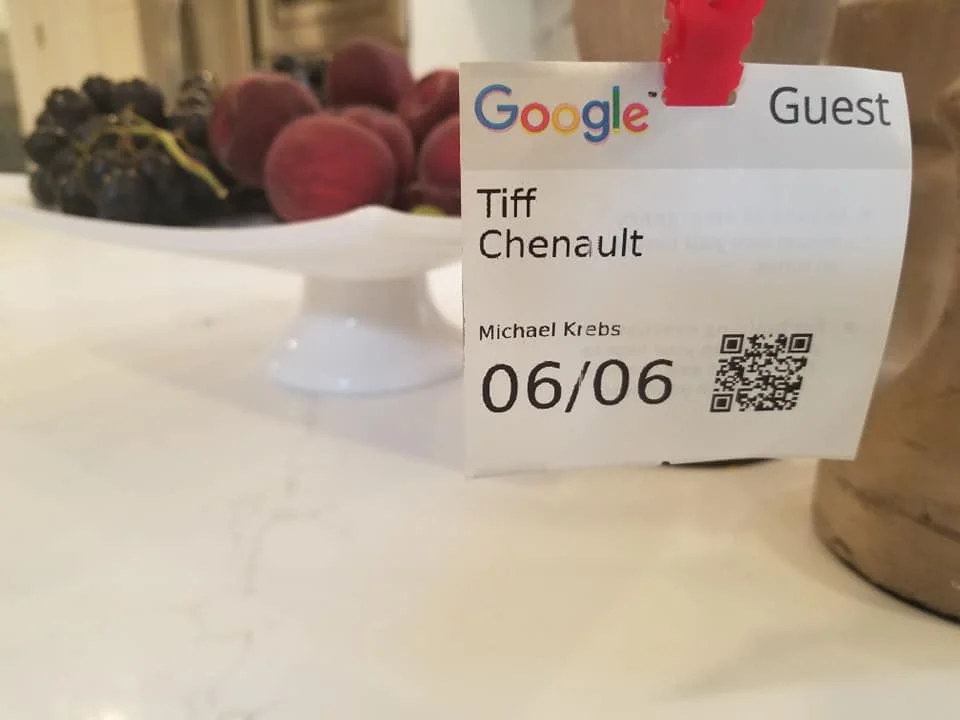 Google™ Guest
Tiff
Chenault
Michael Krebs
06/06